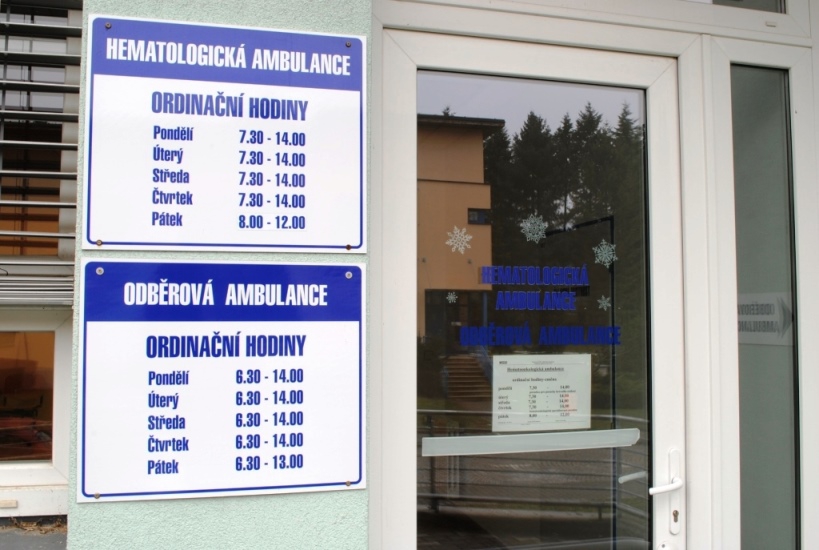 HEMATOLOGICKÁ AMBULANCE
ORDINAČNÍ HODINY
Pondělí 7.30 - 14.00
Úterý 7.30 - 14.00
Středa 7.30 - 14.00
Čtvrtek 7.30 - 14.00
Pátek 8.00 - 12.00
ODBĚROVÁ AMBULANCE
ORDINAČNÍ HODINY
Pondělí 6.30 - 14.00
Úterý 6.30 - 14.00
Středa 6.30 - 14.00
Čtvrtek 6.30 - 14.00
Pátek 6.30 - 13.00
HEMATOLOGICKÁ
AMBULANCE
ODBĚROVÁ AMBULANCE
ODBĚROVÁ
AMBULANCE